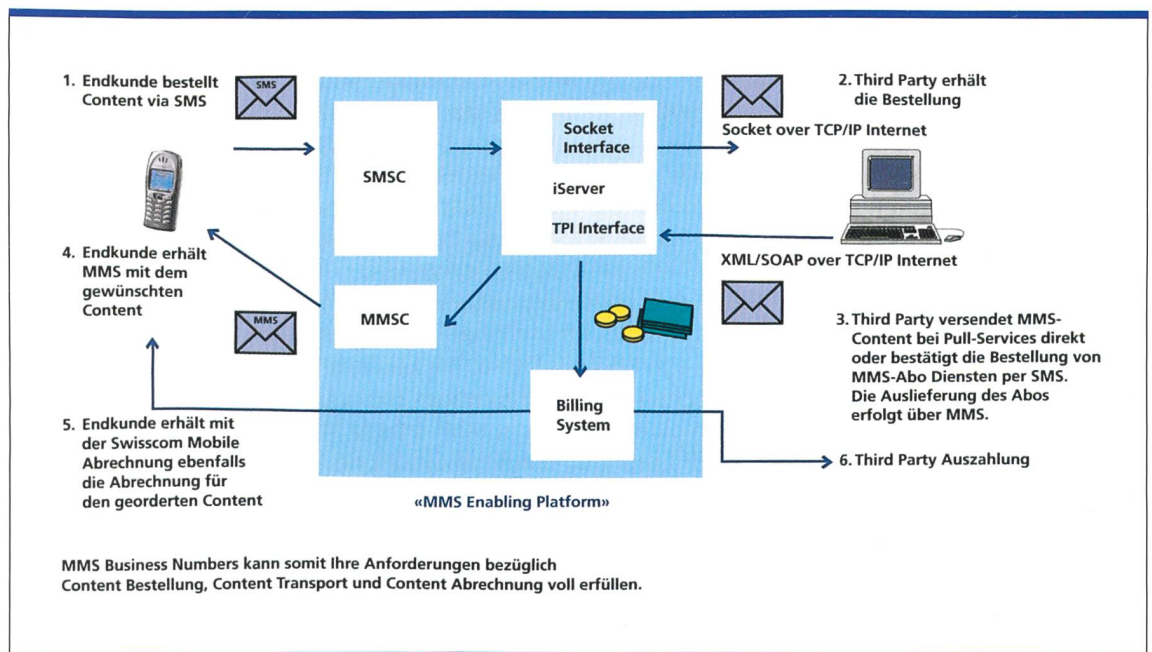 1. Endkunde bestellt
Content via SMS
SMS
2. Third Party erhält
die Bestellung
Socket over TCP/IP Internet
SMSC
Socket
Interface
iServer
TPI Interface
XML/SOAP over TCP/IP Internet
4. Endkunde erhält
MMS mit dem
gewünschten
Content
MMS
MMSC
3. Third Party versendet MMS-
Content bei Pull-Services direkt
oder bestätigt die Bestellung von
MMS-Abo Diensten per SMS.
Die Auslieferung des Abos
erfolgt über MMS.
Billing
System
5. Endkunde erhält mit
der Swisscom Mobile
Abrechnung ebenfalls
die Abrechnung für
den georderten Content
6. Third Party Auszahlung
«MMS Enabling Platform»
MMS Business Numbers kann somit Ihre Anforderungen bezüglich
Content Bestellung, Content Transport und Content Abrechnung voll erfüllen.